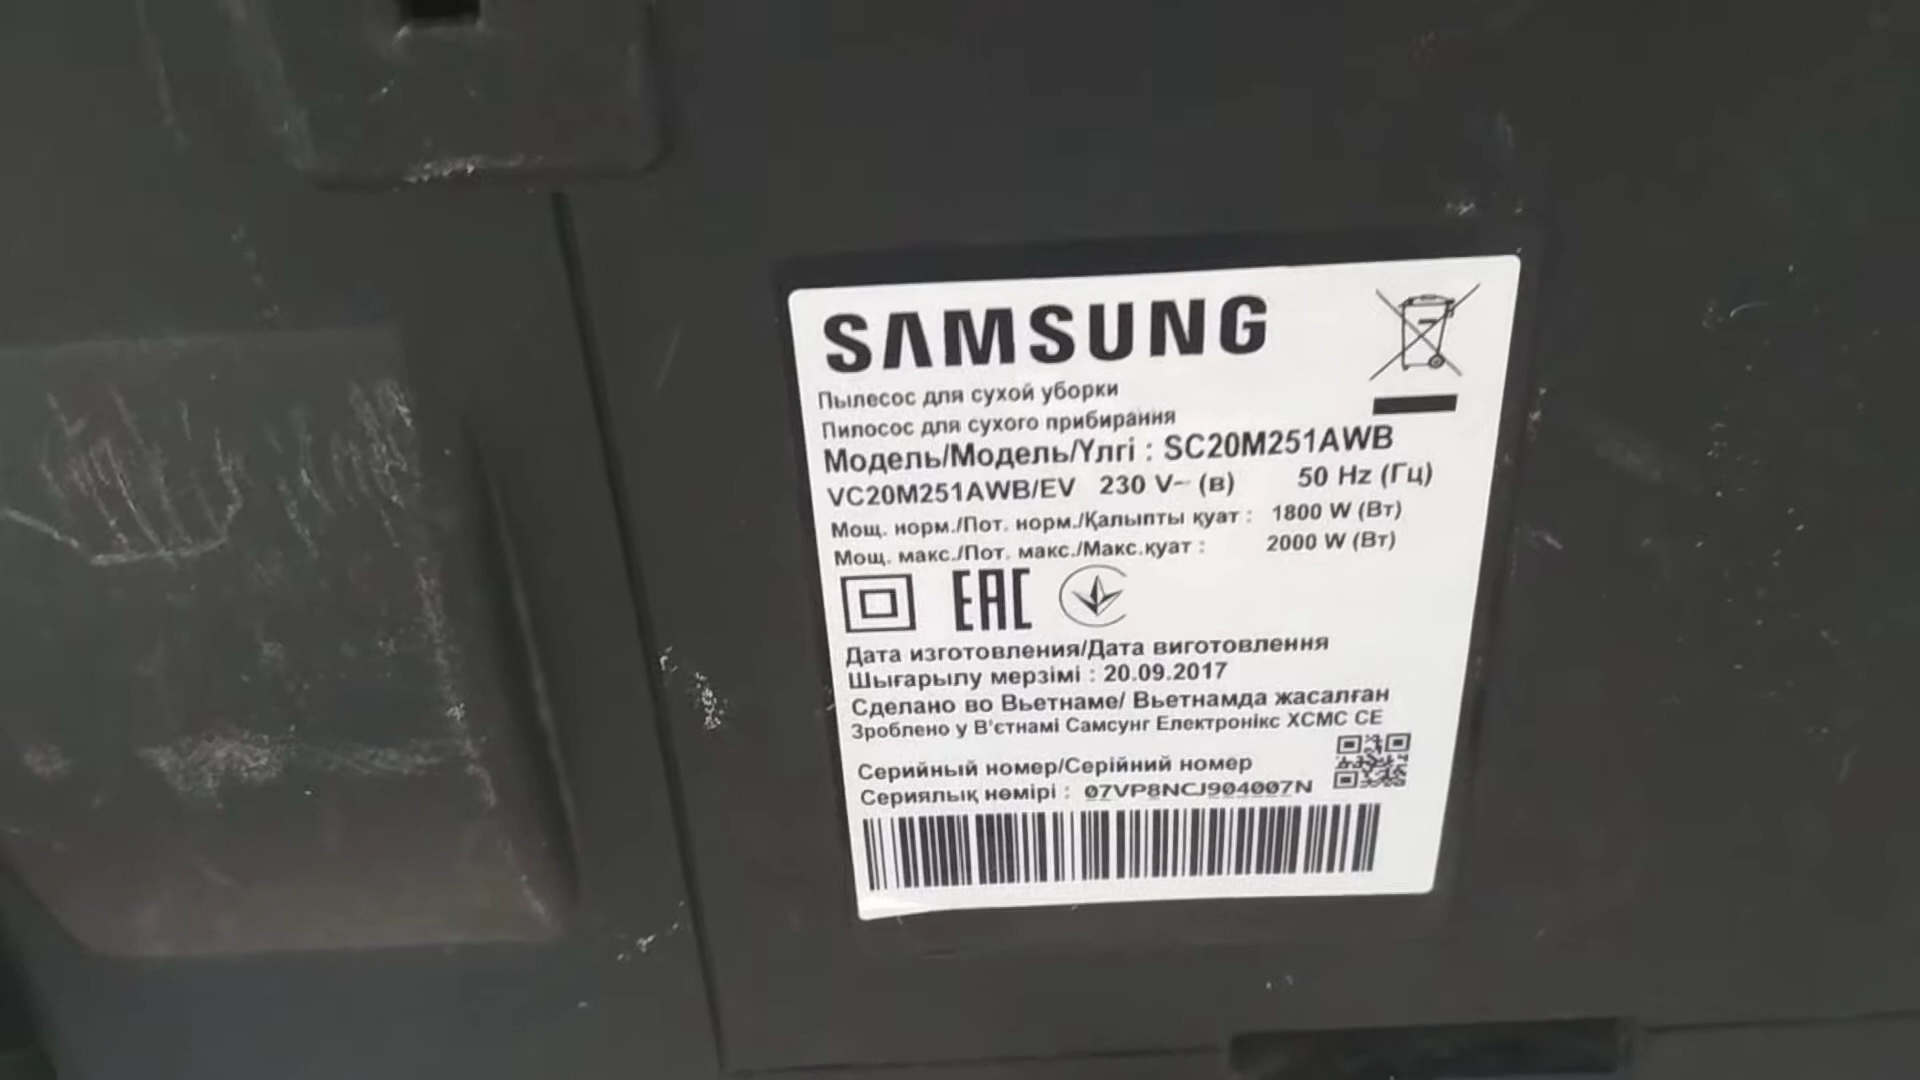 SAMSUNG
Пылесос для сухой уборки
Пилосос для сухого прибирання
Модель/Модель/Үлгі : SC20M251AWB
VC20M251AWB/EV 230 V~ (в) 50 Hz (Гц)
Мощ. норм./Пот. норм./Қалыпты қуат : 1800 W (Вт)
Мощ. макс./Пот. макс./Макс.қуат : 2000 W (Вт)
EAC
Дата изготовления/Дата виготовлення
Шығарылу мерзімі : 20.09.2017
Сделано во Вьетнаме/ Вьетнамда жасалған
Зроблено у В'єтнамі Самсунг Електронікс ХСМС СЕ
Серийный номер/Серійний номер
Сериялық нөмірі : 07VP8NCJ904007N